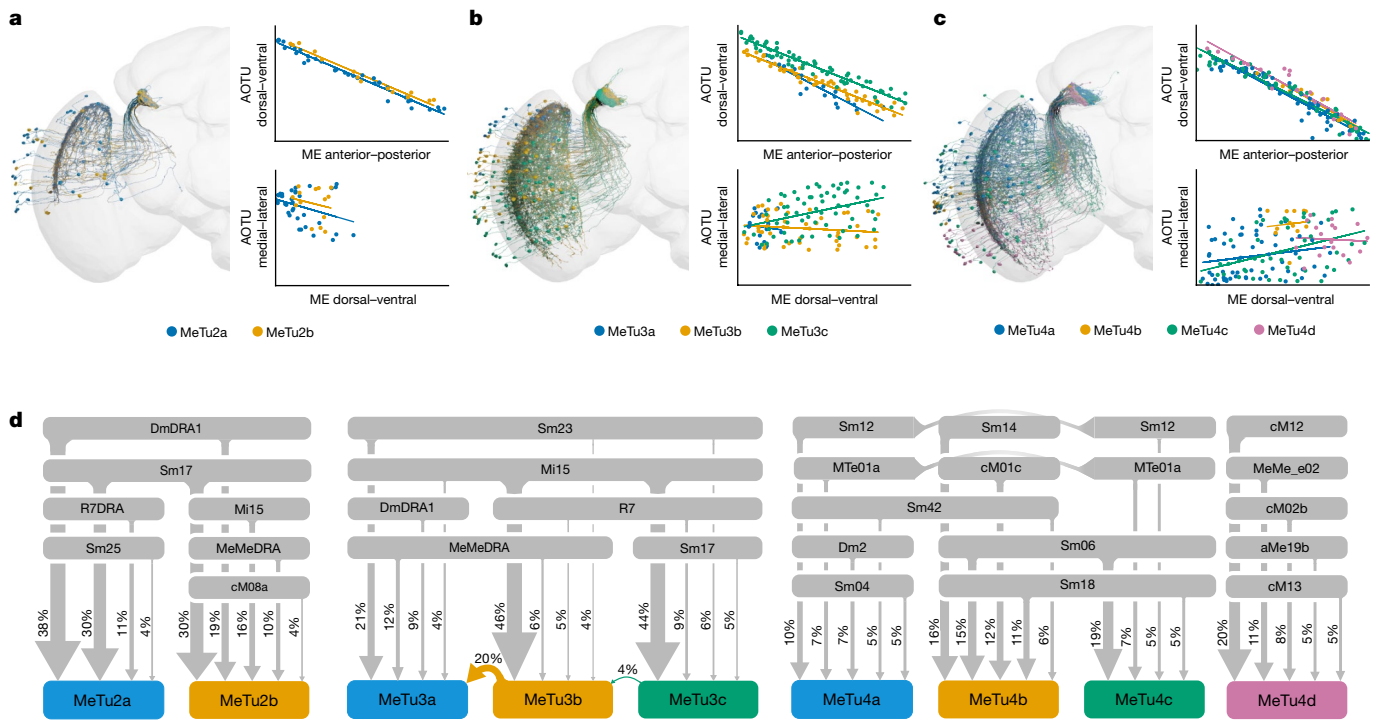 a
AOTU
dorsal–ventral
ME anterior–posterior
AOTU
medial–lateral
ME dorsal–ventral
MeTu2a
MeTu2b
b
AOTU
dorsal–ventral
ME anterior–posterior
AOTU
medial–lateral
ME dorsal–ventral
MeTu3a
MeTu3b
MeTu3c
c
AOTU
dorsal–ventral
ME anterior–posterior
AOTU
medial–lateral
ME dorsal–ventral
MeTu4a
MeTu4b
MeTu4c
MeTu4d
d
DmDRA1
Sm17
R7DRA
Mi15
Sm25
MeMeDRA
cM08a
38%
30%
11%
4%
30%
19%
16%
10%
4%
MeTu2a
MeTu2b
Sm23
Mi15
DmDRA1
R7
MeMeDRA
Sm17
21%
12%
9%
4%
46%
6%
5%
4%
44%
9%
6%
5%
20%
4%
MeTu3a
MeTu3b
MeTu3c
Sm12
Sm14
Sm12
MTe01a
cM01c
MTe01a
Sm42
Dm2
Sm06
Sm04
Sm18
10%
7%
7%
5%
5%
16%
15%
12%
11%
6%
19%
7%
5%
5%
MeTu4a
MeTu4b
MeTu4c
cM12
MeMe_e02
cM02b
aMe19b
cM13
20%
11%
8%
5%
5%
MeTu4d